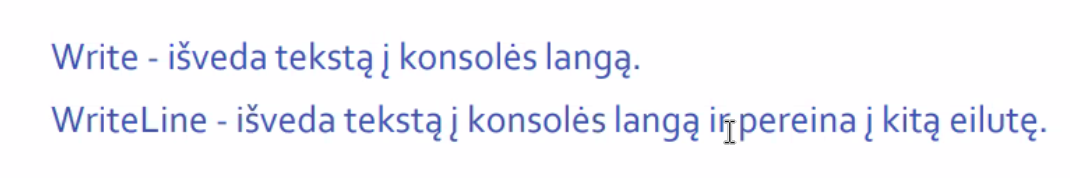 Write - išveda tekstą į konsolės langą.
WriteLine - išveda tekstą į konsolės langą ir pereina į kitą eilutę.